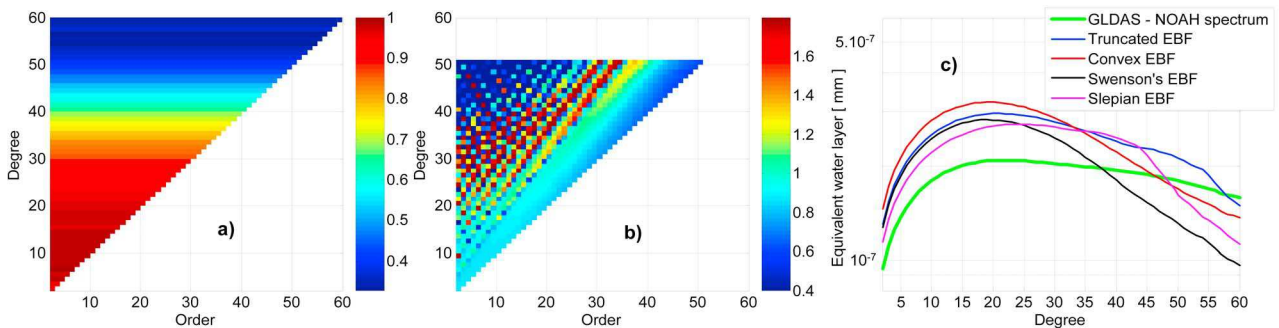 60
50
40
30
20
10
Degree
10 20 30 40 50 60
Order
a)
1
0.9
0.8
0.7
0.6
0.5
0.4
60
50
40
30
20
10
Degree
10 20 30 40 50 60
Order
b)
1.6
1.4
1.2
1
0.8
0.6
0.4
c)
GLDAS - NOAH spectrum
Truncated EBF
Convex EBF
Swenson's EBF
Slepian EBF
Equivalent water layer [ mm ]
5.10-7
10-7
5 10 15 20 25 30 35 40 45 50 55 60
Degree